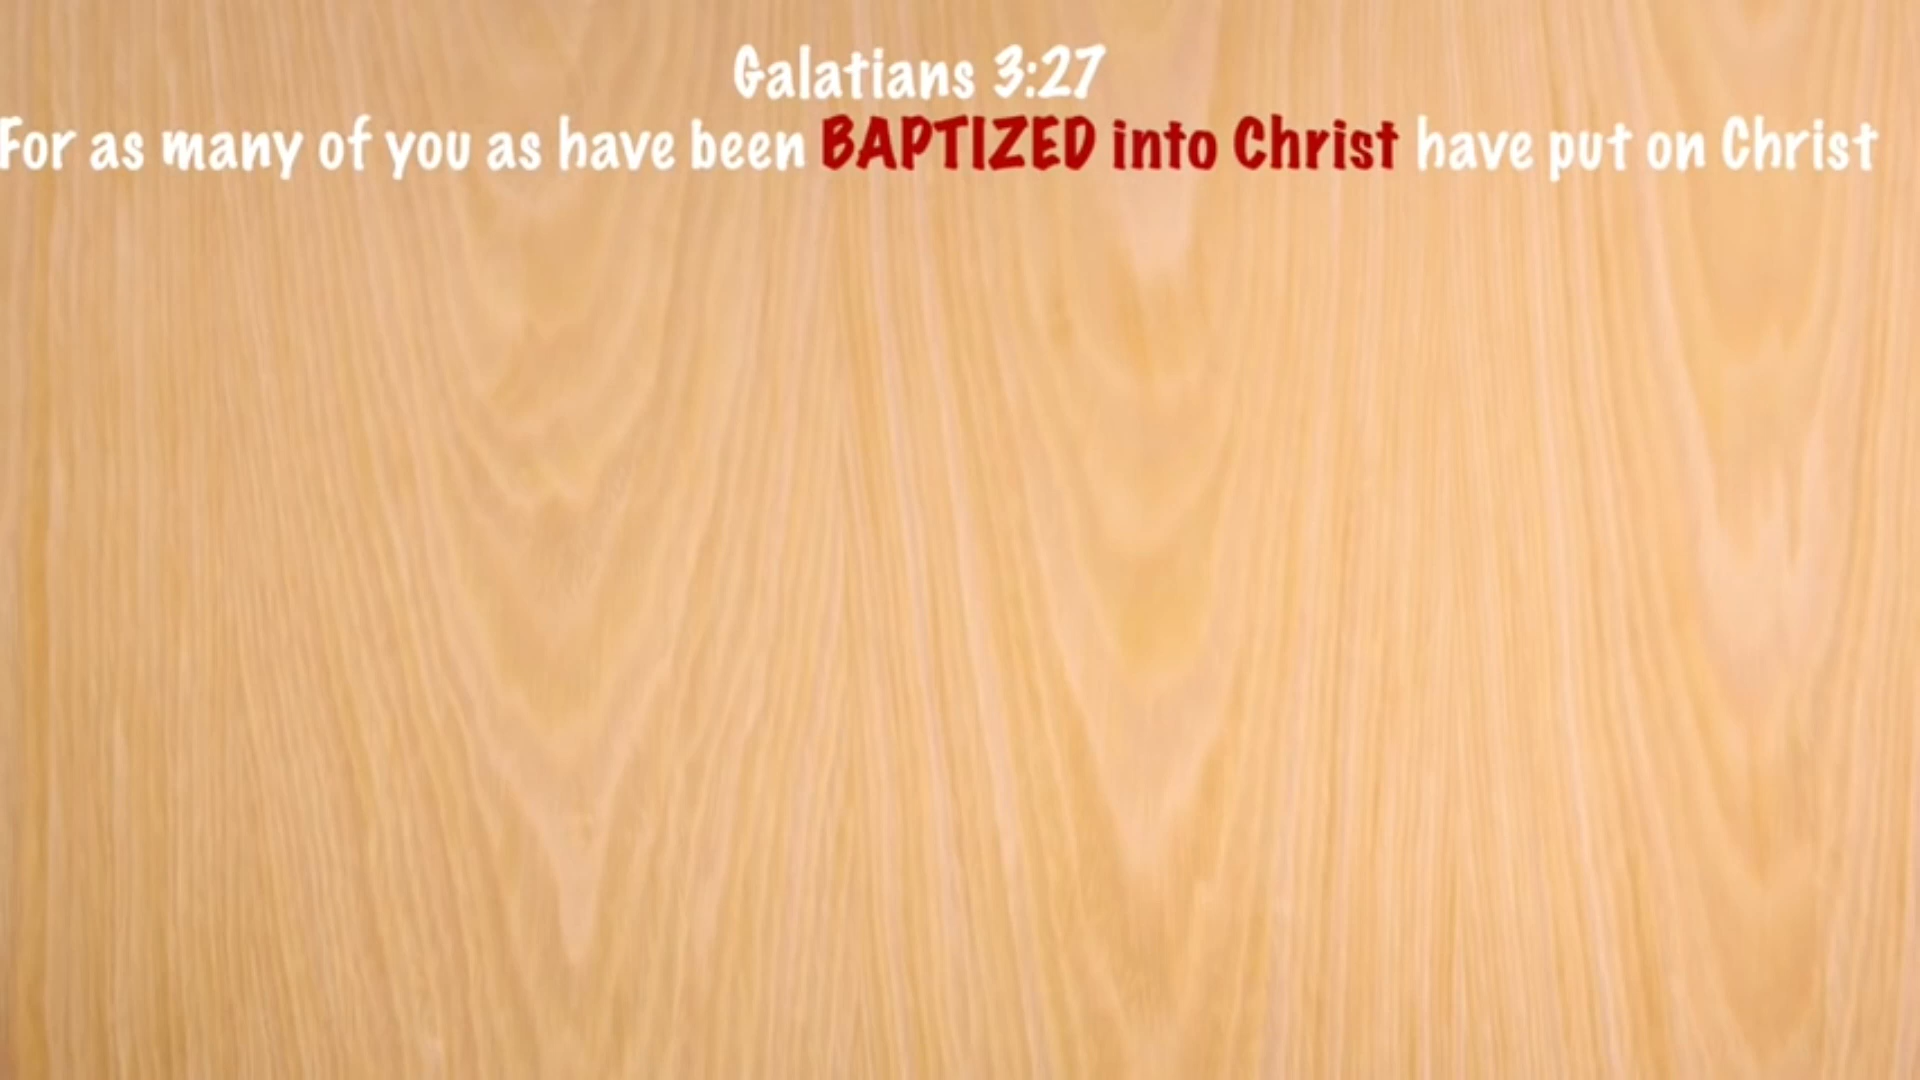 Galatians 3:27
For as many of you as have been BAPTIZED into Christ have put on Christ